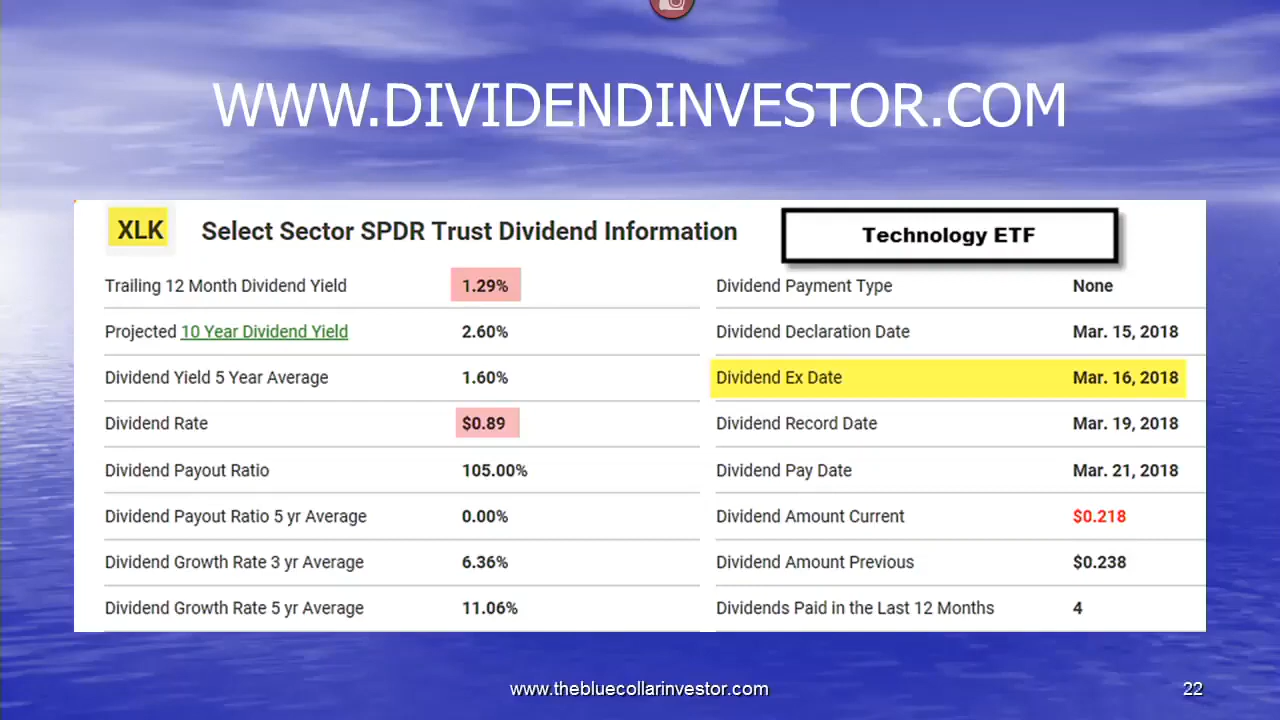 WWW.DIVIDENDINVESTOR.COM
XLK Select Sector SPDR Trust Dividend Information
Technology ETF
Trailing 12 Month Dividend Yield 1.29%
Projected 10 Year Dividend Yield 2.60%
Dividend Yield 5 Year Average 1.60%
Dividend Rate $0.89
Dividend Payout Ratio 105.00%
Dividend Payout Ratio 5 yr Average 0.00%
Dividend Growth Rate 3 yr Average 6.36%
Dividend Growth Rate 5 yr Average 11.06%
Dividend Payment Type None
Dividend Declaration Date Mar. 15, 2018
Dividend Ex Date Mar. 16, 2018
Dividend Record Date Mar. 19, 2018
Dividend Pay Date Mar. 21, 2018
Dividend Amount Current $0.218
Dividend Amount Previous $0.238
Dividends Paid in the Last 12 Months 4
www.thebluecollarinvestor.com
22